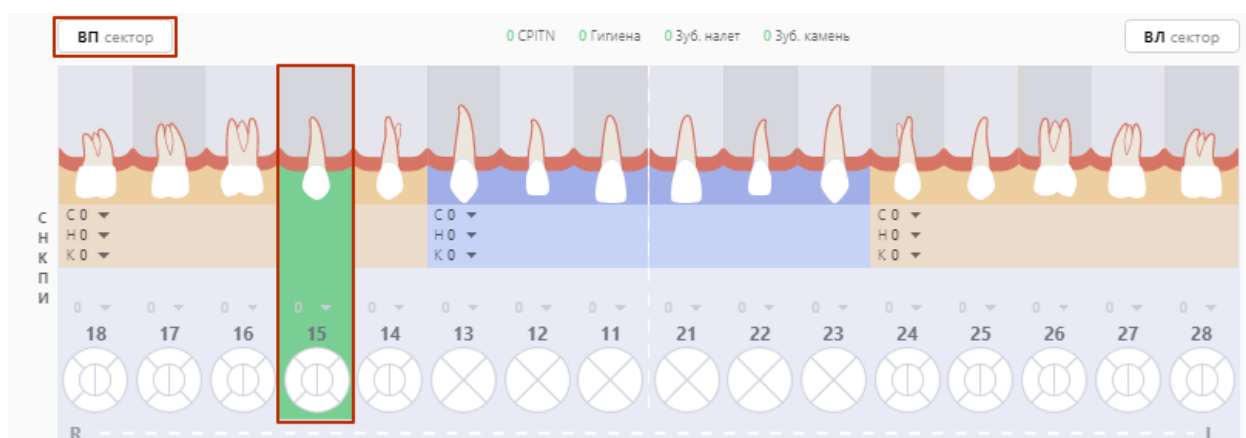 ВП сектор
0 CPITN 0 Гигиена 0 Зуб. налет 0 Зуб. камень
ВЛ сектор
С
Н
К
П
И
С 0
Н 0
К 0
С 0
Н 0
К 0
С 0
Н 0
К 0
0 0 0 0 0 0 0 0 0 0 0 0 0 0 0 0
18 17 16 15 14 13 12 11 21 22 23 24 25 26 27 28
R L